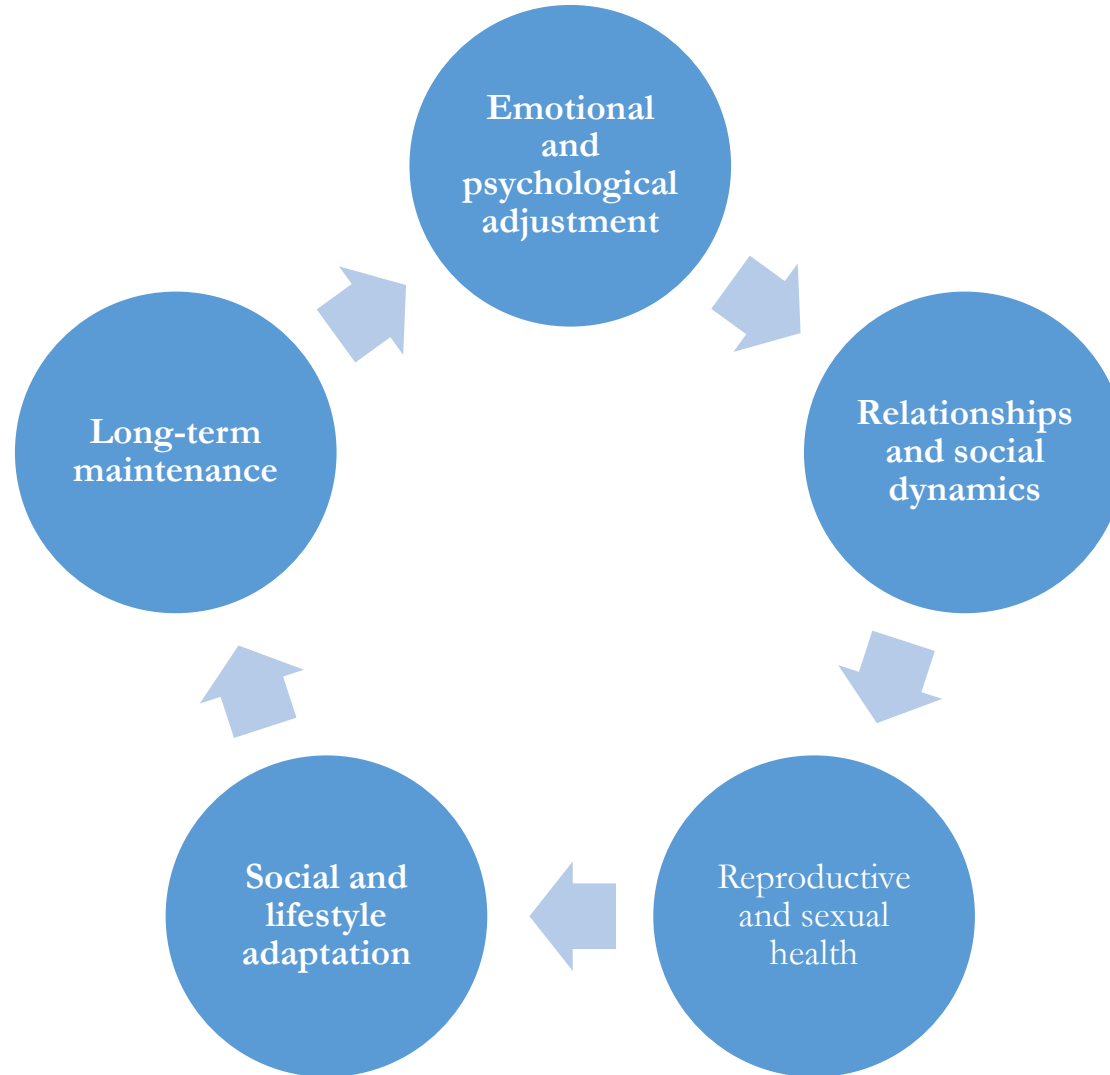 Emotional
and
psychological
adjustment
Relationships
and social
dynamics
Reproductive
and sexual
health
Social and
lifestyle
adaptation
Long-term
maintenance